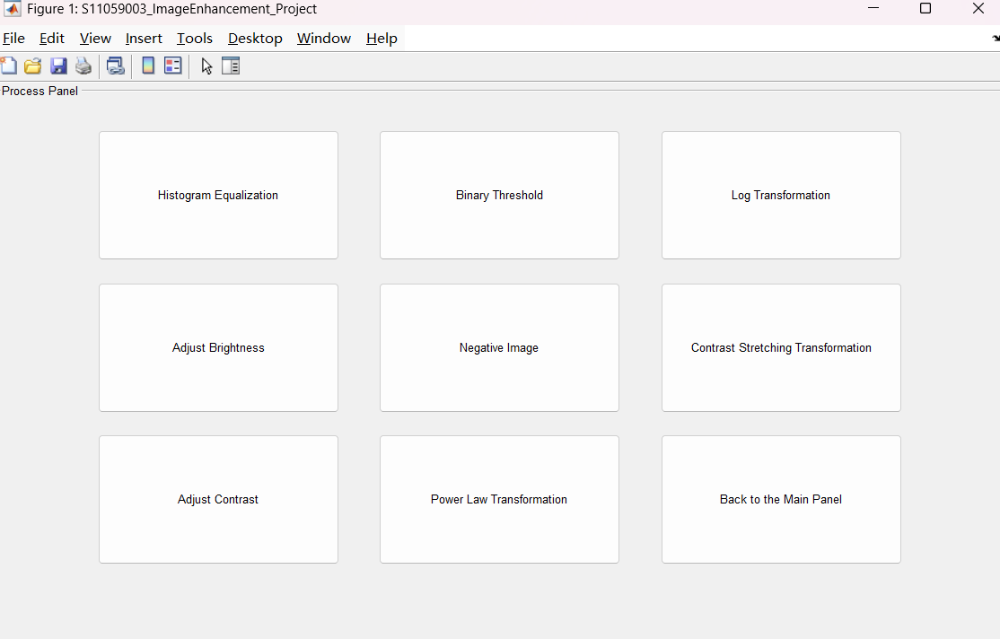 Figure 1: S11059003_ImageEnhancement_Project
File Edit View Insert Tools Desktop Window Help
Process Panel
Histogram Equalization
Binary Threshold
Log Transformation
Adjust Brightness
Negative Image
Contrast Stretching Transformation
Adjust Contrast
Power Law Transformation
Back to the Main Panel